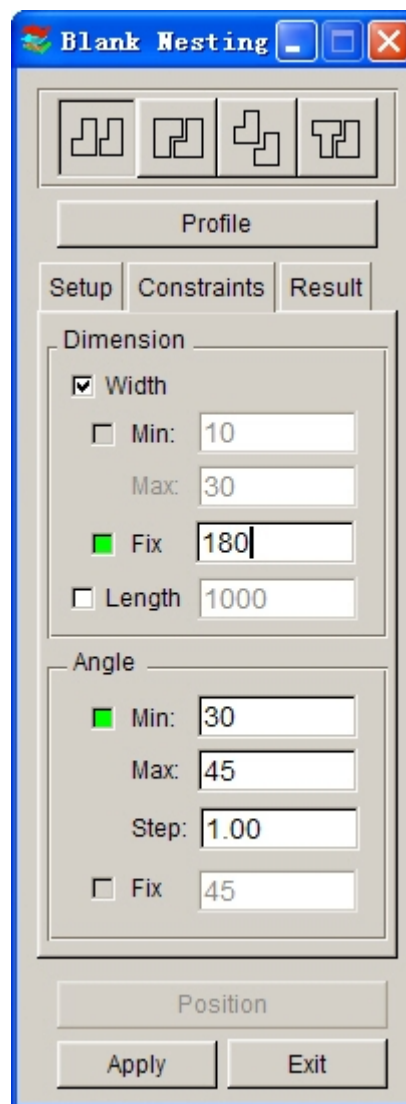 Blank Nesting
Profile
Setup Constraints Result
Dimension
Width
Min: 10
Max: 30
Fix 180
Length 1000
Angle
Min: 30
Max: 45
Step: 1.00
Fix 45
Position
Apply Exit